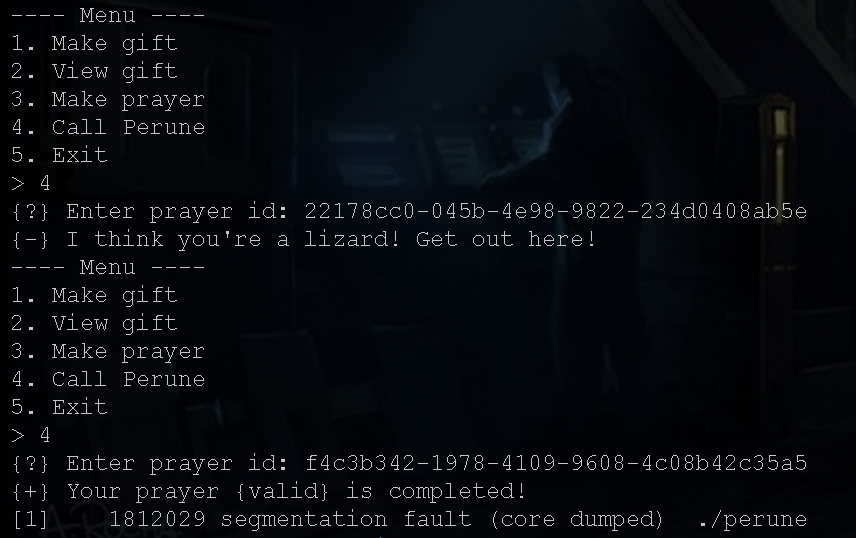 ---- Menu ----
1. Make gift
2. View gift
3. Make prayer
4. Call Perune
5. Exit
> 4
{?} Enter prayer id: 22178cc0-045b-4e98-9822-234d0408ab5e
{-} I think you're a lizard! Get out here!
---- Menu ----
1. Make gift
2. View gift
3. Make prayer
4. Call Perune
5. Exit
> 4
{?} Enter prayer id: f4c3b342-1978-4109-9608-4c08b42c35a5
{+} Your prayer {valid} is completed!
[1]    1812029 segmentation fault (core dumped)  ./perune